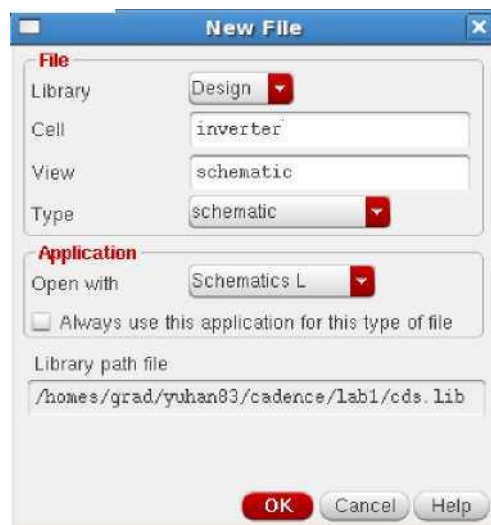 New File
File
Library Design
Cell inverter
View schematic
Type schematic
Application
Open with Schematics L
Always use this application for this type of file
Library path file
/homes/grad/yuhan83/cadence/lab1/cds.lib
OK Cancel Help